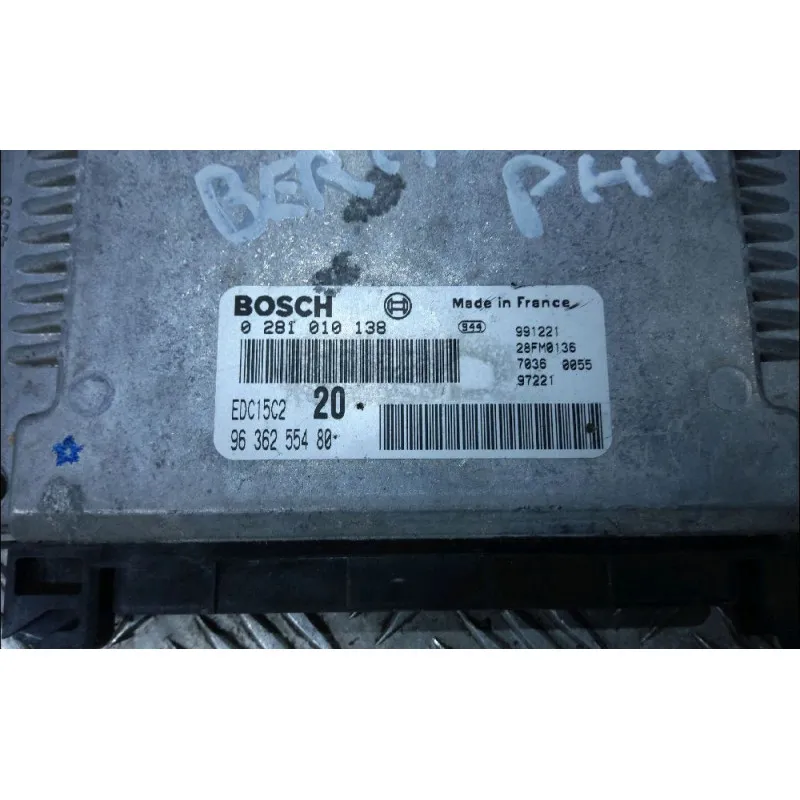 PH1
BOSCH Made in France
0 281 010 138 944 991221
28FM0136
7036 0055
97221
EDC15C2 20
96 362 554 80